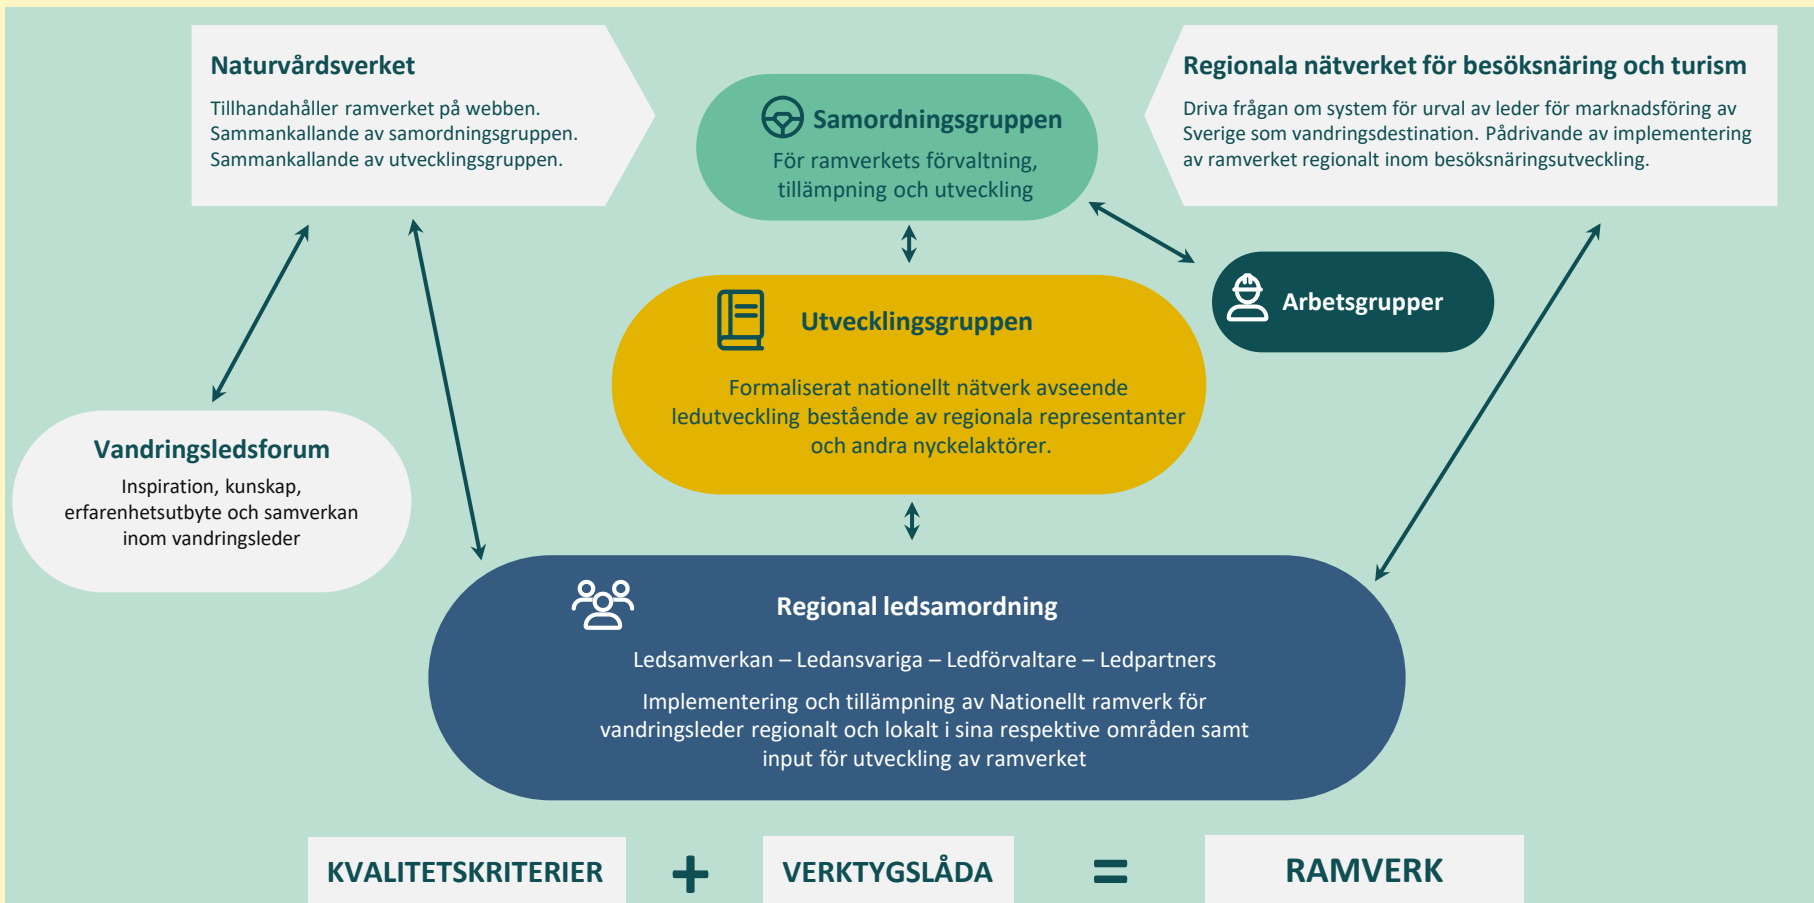 Naturvårdsverket
Tillhandahåller ramverket på webben.
Sammankallande av samordningsgruppen.
Sammankallande av utvecklingsgruppen.
Samordningsgruppen
För ramverkets förvaltning,
tillämpning och utveckling
Regionala nätverket för besöksnäring och turism
Driva frågan om system för urval av leder för marknadsföring av
Sverige som vandringsdestination. Pådrivande av implementering
av ramverket regionalt inom besöksnäringsutveckling.
Arbetsgrupper
Utvecklingsgruppen
Formaliserat nationellt nätverk avseende
ledutveckling bestående av regionala representanter
och andra nyckelaktörer.
Vandringsledsforum
Inspiration, kunskap,
erfarenhetsutbyte och samverkan
inom vandringsleder
Regional ledsamordning
Ledsamverkan – Ledansvariga – Ledförvaltare – Ledpartners
Implementering och tillämpning av Nationellt ramverk för
vandringsleder regionalt och lokalt i sina respektive områden samt
input för utveckling av ramverket
KVALITETSKRITERIER + VERKTYGSLÅDA = RAMVERK